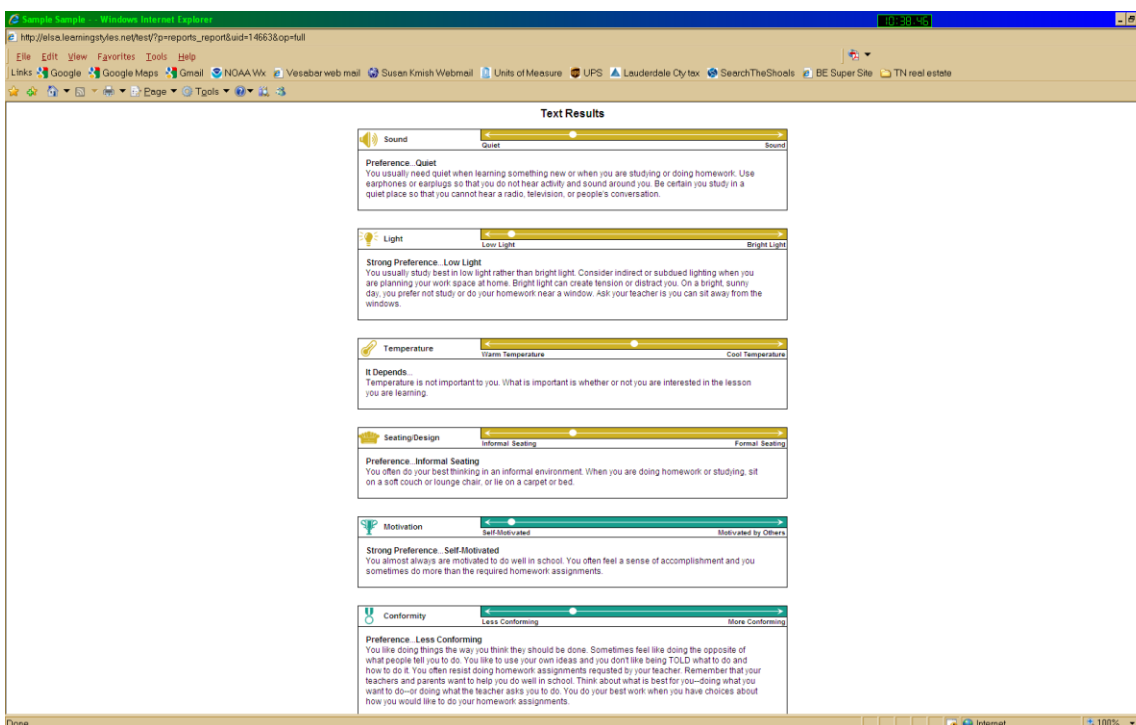 Sample Sample - - Windows Internet Explorer
10:38:46
http://elsa.learningstyles.net/test/?p=reports_report&uid=14663&op=full
File Edit View Favorites Tools Help
Links Google Google Maps Gmail NOAA Wx Vesabar web mail Susan Kmish Webmail Units of Measure UPS Lauderdale Cty tax SearchTheShoals BE Super Site TN real estate
Page Tools
Text Results
Sound
Quiet Sound
Preference...Quiet
You usually need quiet when learning something new or when you are studying or doing homework. Use
earphones or earplugs so that you do not hear activity and sound around you. Be certain you study in a
quiet place so that you cannot hear a radio, television, or people's conversation.
Light
Low Light Bright Light
Strong Preference...Low Light
You usually study best in low light rather than bright light. Consider indirect or subdued lighting when you
are planning your work space at home. Bright light can create tension or distract you. On a bright, sunny
day, you prefer not study or do your homework near a window. Ask your teacher is you can sit away from the
windows.
Temperature
Warm Temperature Cool Temperature
It Depends...
Temperature is not important to you. What is important is whether or not you are interested in the lesson
you are learning.
Seating/Design
Informal Seating Formal Seating
Preference...Informal Seating
You often do your best thinking in an informal environment. When you are doing homework or studying, sit
on a soft couch or lounge chair, or lie on a carpet or bed.
Motivation
Self-Motivated Motivated by Others
Strong Preference...Self-Motivated
You almost always are motivated to do well in school. You often feel a sense of accomplishment and you
sometimes do more than the required homework assignments.
Conformity
Less Conforming More Conforming
Preference...Less Conforming
You like doing things the way you think they should be done. Sometimes feel like doing the opposite of
what people tell you to do. You like to use your own ideas and you don't like being TOLD what to do and
how to do it. You often resist doing homework assignments requsted by your teacher. Remember that your
teachers and parents want to help you do well in school. Think about what is best for you--doing what you
want to do--or doing what the teacher asks you to do. You do your best work when you have choices about
how you would like to do your homework assignments.
Done Internet 100%